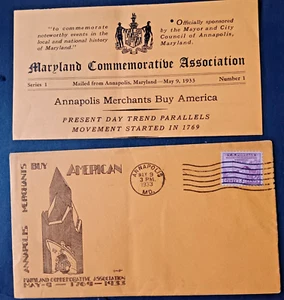 "to commemorate
noteworthy events in the
local and national history
of Maryland."
" Officially sponsored
by the Mayor and City
Council of Annapolis,
Maryland.
Maryland Commemorative Association
Series 1
Mailed from Annapolis, Maryland—May 9, 1933
Number 1
Annapolis Merchants Buy America
PRESENT DAY TREND PARALLELS
MOVEMENT STARTED IN 1769
ANNAPOLIS MERCHANTS BUY AMERICAN
MARYLAND COMMEMORATIVE ASSOCIATION
MAY-9 — 1769-1933
ANNAPOLIS
MAY 9
3 PM
1933
MD.